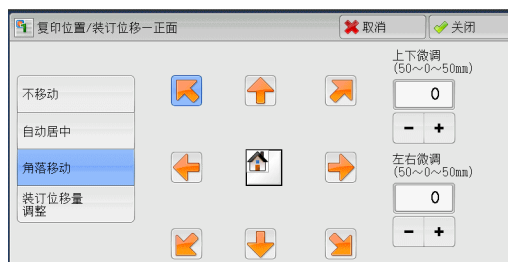 复印位置/装订位移-正面
取消
关闭
不移动
自动居中
角落移动
装订位移量
调整
上下微调
(50~0~50mm)
0
- +
左右微调
(50~0~50mm)
0
- +